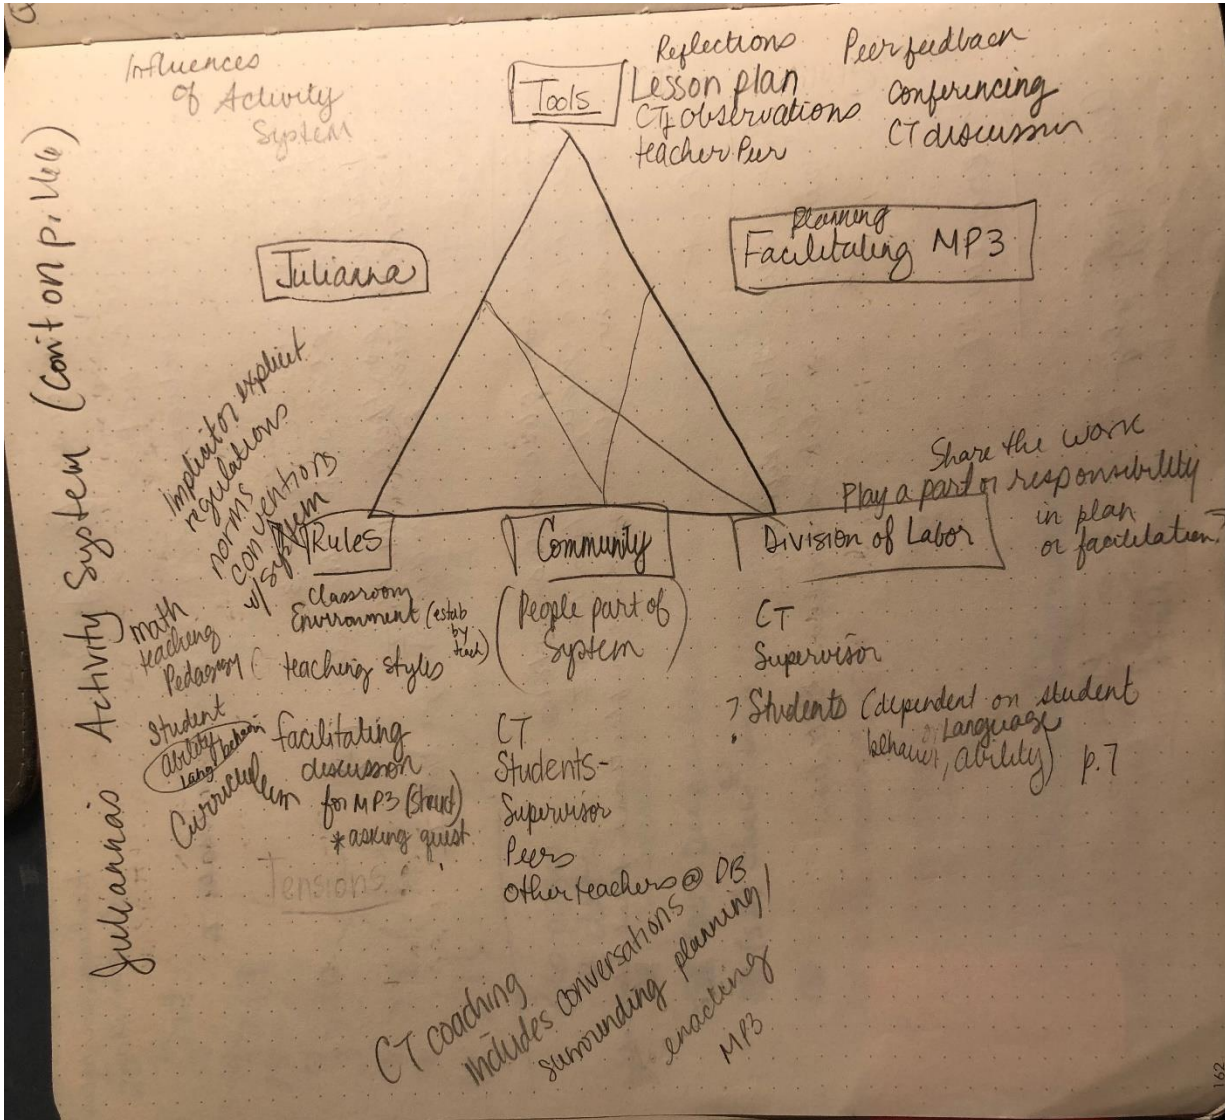 Influences
of Activity
System
Tools
Reflections
Lesson plan
CT observations
teacher Peer
Peer feedback
conferencing
CT discussion
Julianna
Planning
Facilitating MP3
Julianna's Activity System (con't on p. 166)
Implicit or explicit
regulations
norms
conventions
w/ system
Rules
Classroom
Environment (estab
by
teach)
teaching styles
facilitating
discussion
for MP3 (struct)
*asking quest
math
teaching
Pedagogy (
Student
ability
lang behavior
Curriculum
Tensions:
Community
(People part of
System)
CT
Students-
Supervisor
Peers
other teachers @ DB
Share the work
Play a part or responsibility
in plan
or facilitation?
Division of Labor
CT
Supervisor
? Students (dependent on student
behavior, Language
Ability) p.7
CT coaching
includes conversations
surrounding planning/
enacting
MP3
162